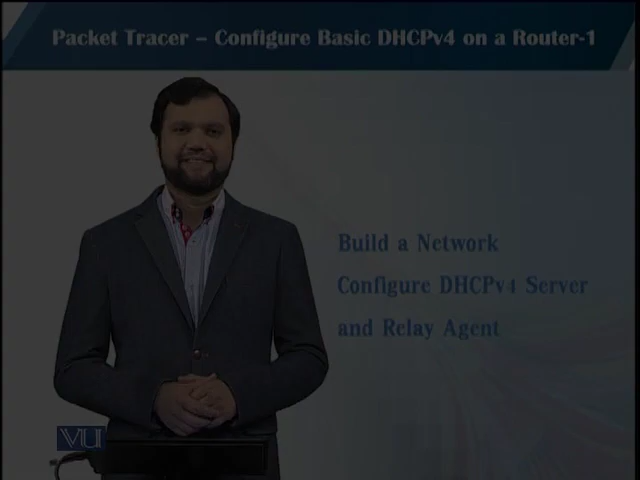 Packet Tracer – Configure Basic DHCPv4 on a Router-1
Build a Network
Configure DHCPv4 Server
and Relay Agent
VU